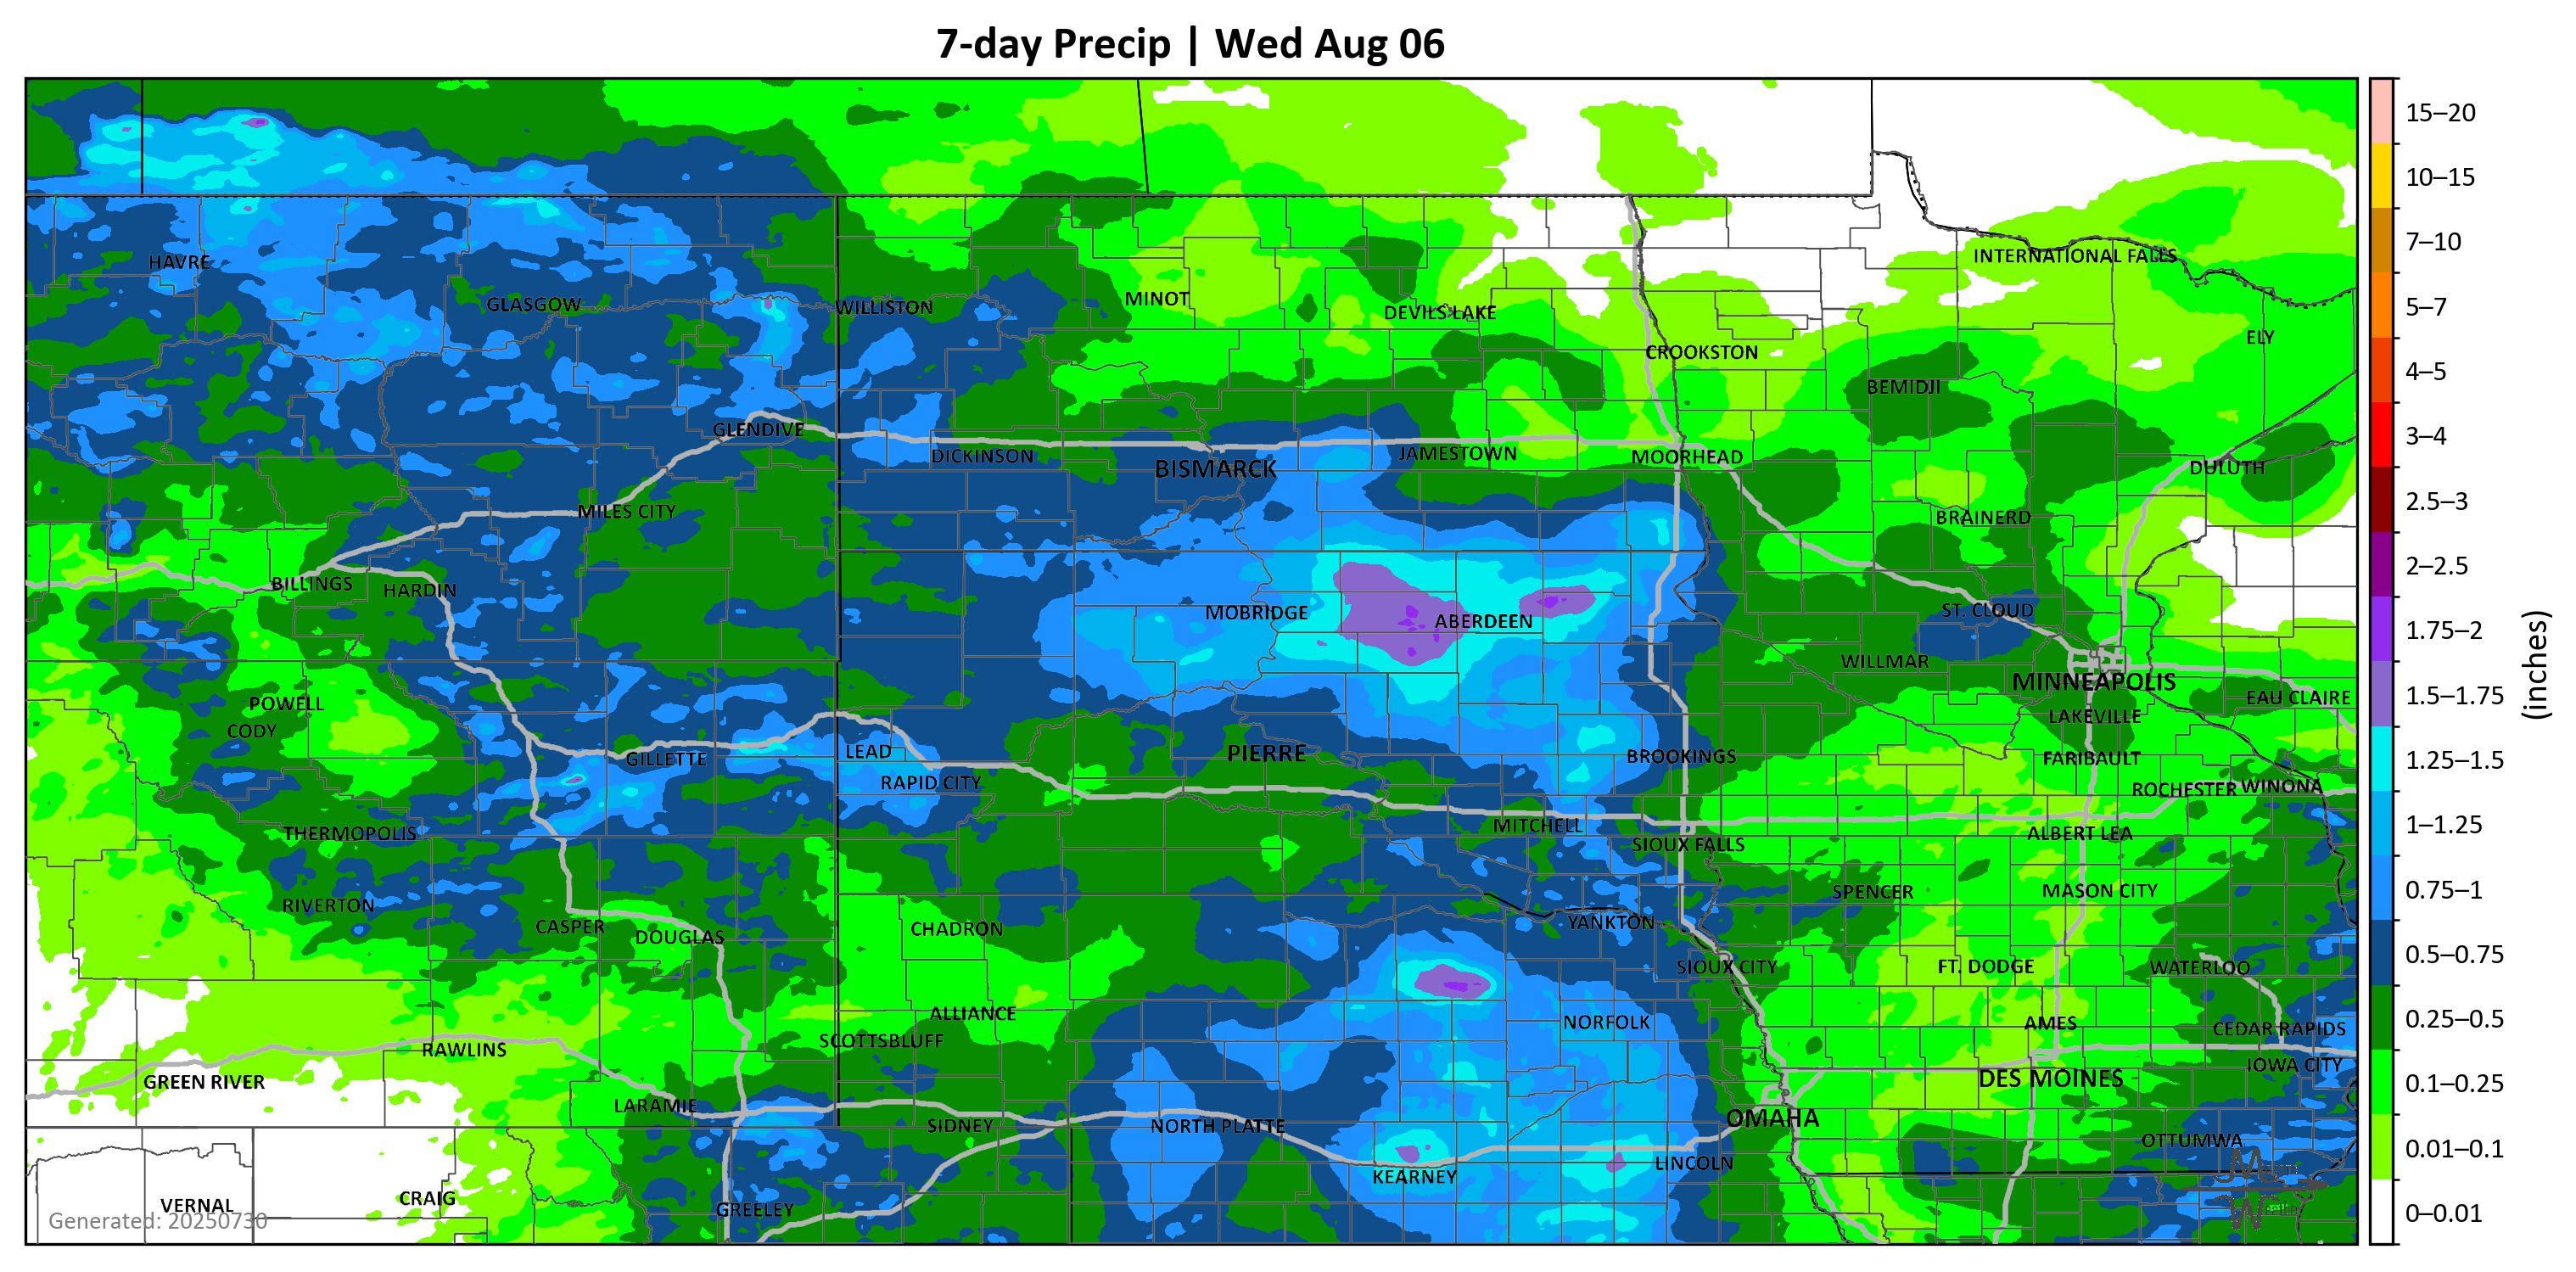 7-day Precip | Wed Aug 06
15–20
10–15
7–10
5–7
4–5
3–4
2.5–3
2–2.5
1.75–2
1.5–1.75
1.25–1.5
1–1.25
0.75–1
0.5–0.75
0.25–0.5
0.1–0.25
0.01–0.1
0–0.01
(inches)
HAVRE
GLASGOW
WILLISTON
MINOT
DEVILS LAKE
INTERNATIONAL FALLS
ELY
CROOKSTON
BEMIDJI
GLENDIVE
DICKINSON
BISMARCK
JAMESTOWN
MOORHEAD
DULUTH
MILES CITY
BRAINERD
BILLINGS
HARDIN
MOBRIDGE
ABERDEEN
ST. CLOUD
WILLMAR
MINNEAPOLIS
EAU CLAIRE
POWELL
CODY
LAKEVILLE
GILLETTE
LEAD
PIERRE
BROOKINGS
FARIBAULT
RAPID CITY
ROCHESTER
WINONA
THERMOPOLIS
MITCHELL
SIOUX FALLS
ALBERT LEA
RIVERTON
SPENCER
MASON CITY
CASPER
DOUGLAS
CHADRON
YANKTON
SIOUX CITY
FT. DODGE
WATERLOO
ALLIANCE
NORFOLK
AMES
CEDAR RAPIDS
SCOTTSBLUFF
RAWLINS
IOWA CITY
GREEN RIVER
DES MOINES
LARAMIE
SIDNEY
NORTH PLATTE
OMAHA
OTTUMWA
KEARNEY
LINCOLN
VERNAL
CRAIG
GREELEY
Generated: 20250730